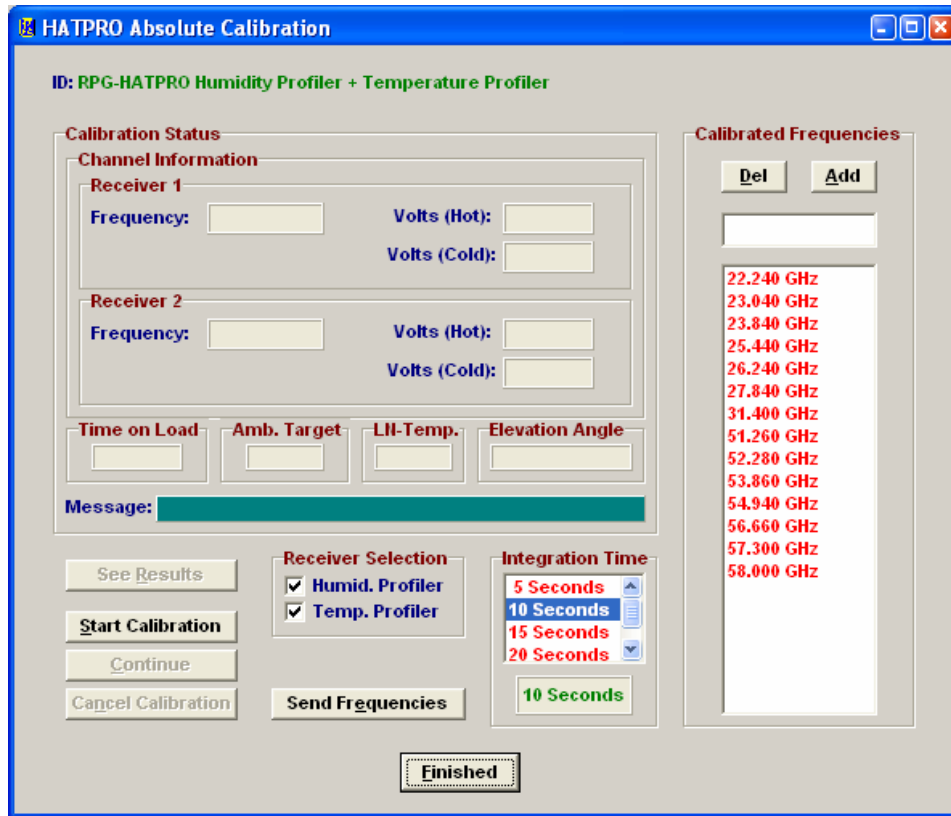 HATPRO Absolute Calibration
ID: RPG-HATPRO Humidity Profiler + Temperature Profiler
Calibration Status
Channel Information
Receiver 1
Frequency:
Volts (Hot):
Volts (Cold):
Receiver 2
Frequency:
Volts (Hot):
Volts (Cold):
Time on Load
Amb. Target
LN-Temp.
Elevation Angle
Message:
Calibrated Frequencies
Del
Add
22.240 GHz
23.040 GHz
23.840 GHz
25.440 GHz
26.240 GHz
27.840 GHz
31.400 GHz
51.260 GHz
52.280 GHz
53.860 GHz
54.940 GHz
56.660 GHz
57.300 GHz
58.000 GHz
See Results
Start Calibration
Continue
Cancel Calibration
Receiver Selection
Humid. Profiler
Temp. Profiler
Send Frequencies
Integration Time
5 Seconds
10 Seconds
15 Seconds
20 Seconds
10 Seconds
Finished